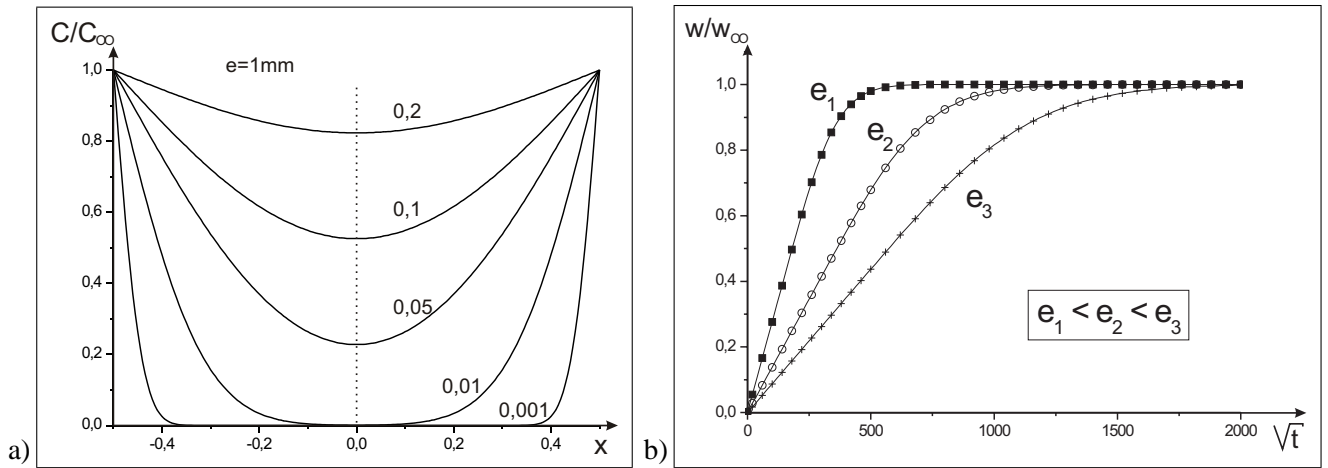 C/C∞
e=1mm
1,0
0,2
0,8
0,1
0,6
0,4
0,05
0,2
0,01
0,001
0,0
-0,4 -0,2 0,0 0,2 0,4
x
a)
w/w∞
1,0
e1
0,8
e2
0,6
e3
0,4
e1 < e2 < e3
0,2
0,0
0 500 1000 1500 2000
√t
b)